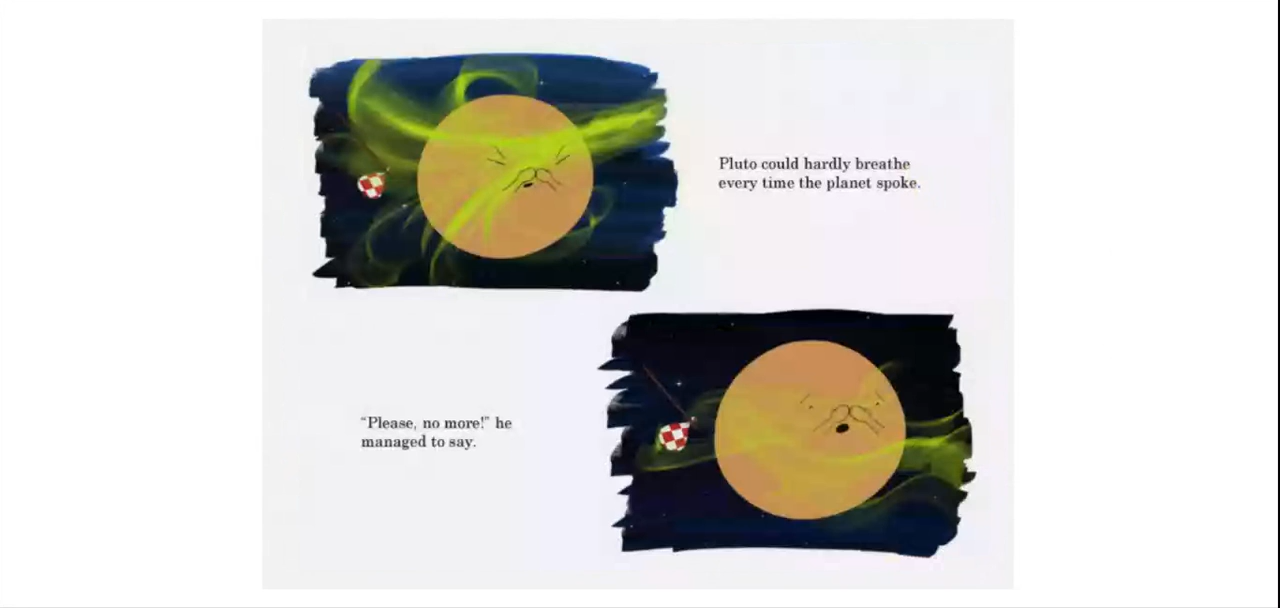 Pluto could hardly breathe
every time the planet spoke.
"Please, no more!" he
managed to say.